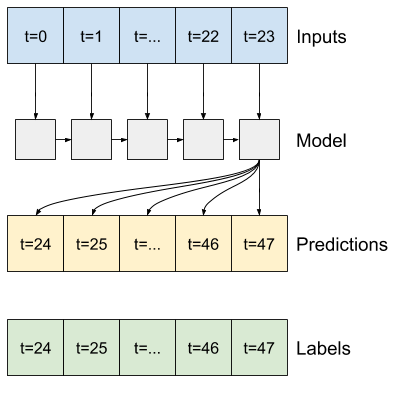 t=0 t=1 t=... t=22 t=23 Inputs
Model
t=24 t=25 t=... t=46 t=47 Predictions
t=24 t=25 t=... t=46 t=47 Labels